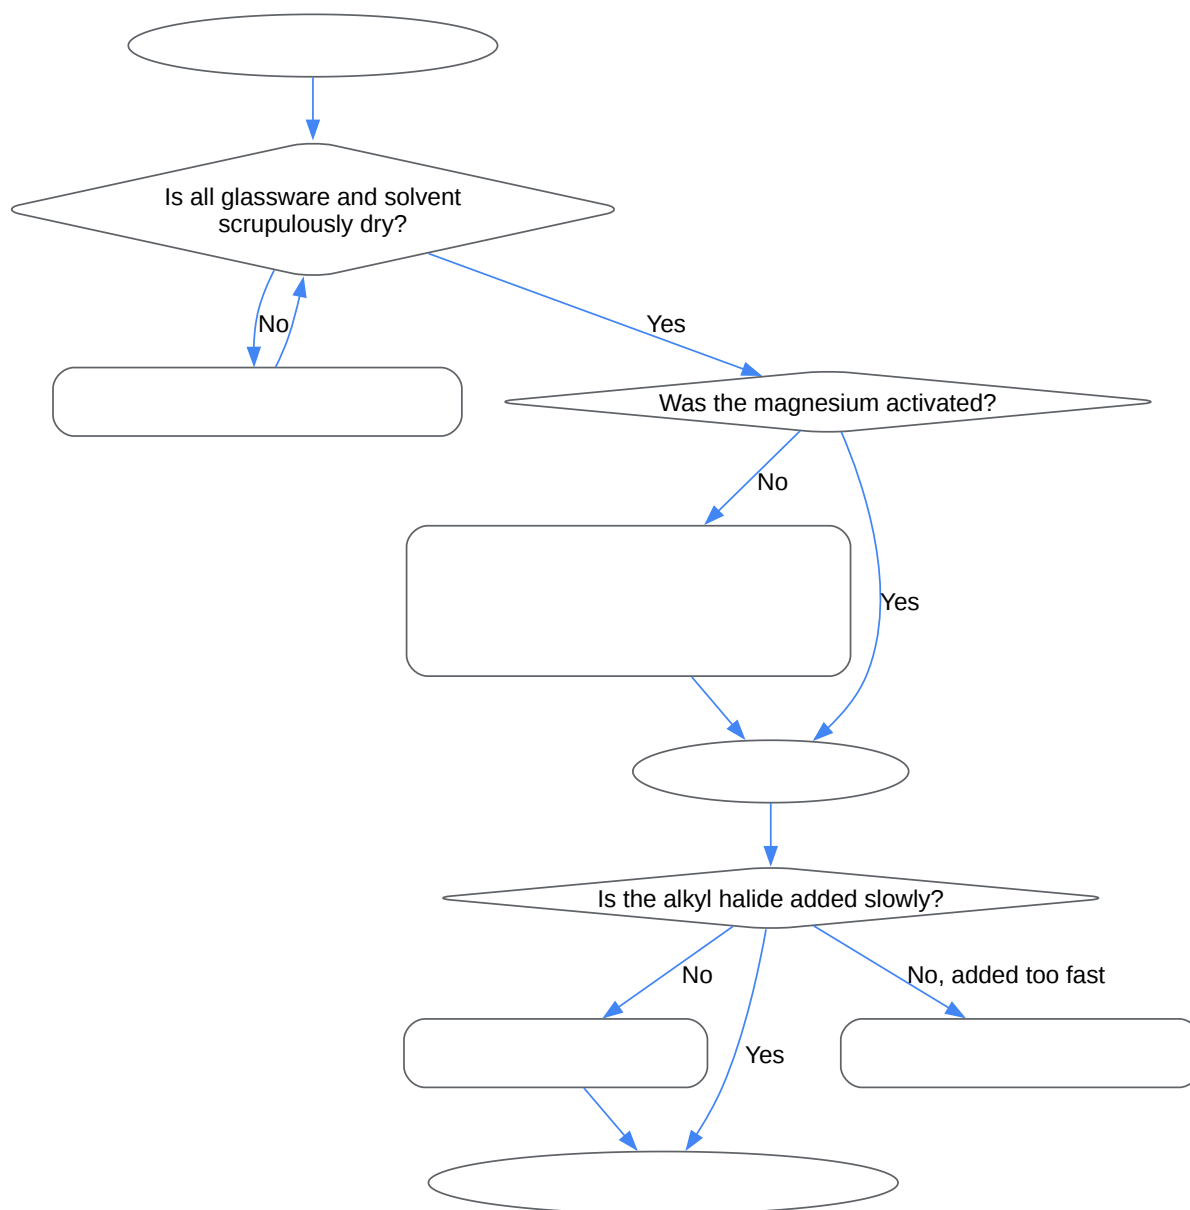 Is all glassware and solvent
scrupulously dry?
No
Yes
Was the magnesium activated?
No
Yes
Is the alkyl halide added slowly?
No
No, added too fast
Yes